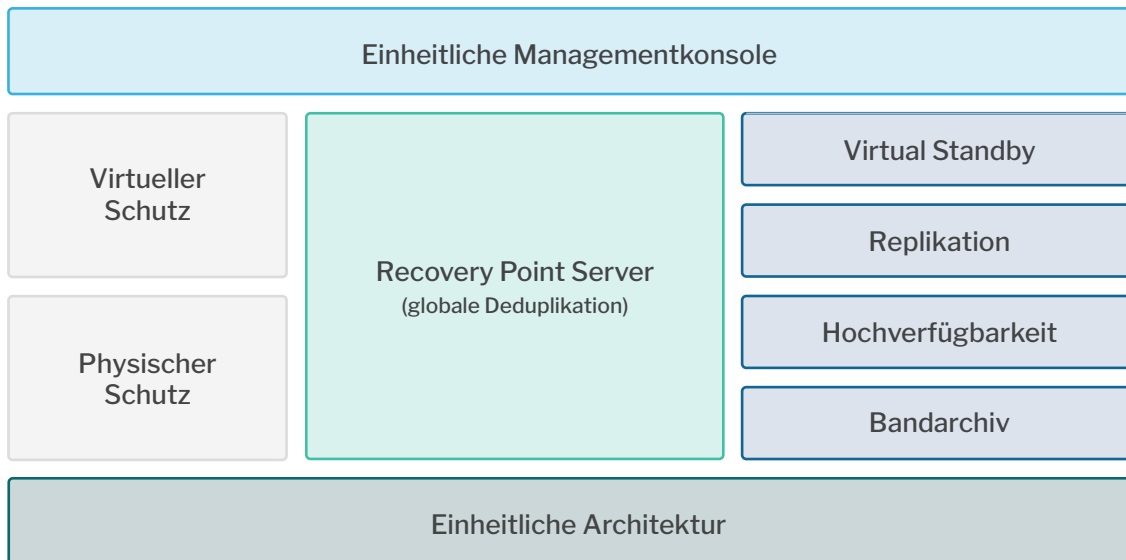 Einheitliche Managementkonsole
Virtueller
Schutz
Physischer
Schutz
Recovery Point Server
(globale Deduplikation)
Virtual Standby
Replikation
Hochverfügbarkeit
Bandarchiv
Einheitliche Architektur